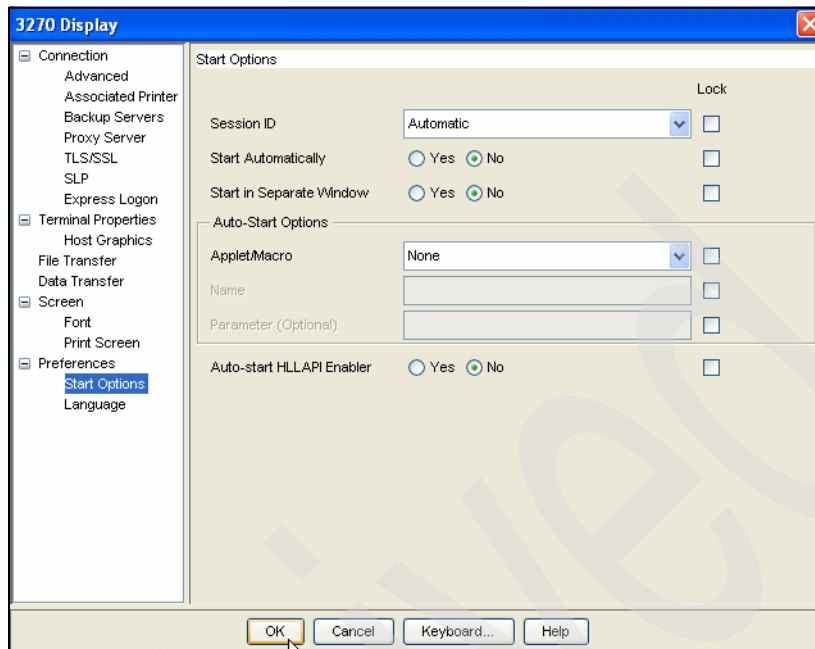 3270 Display
Connection
Advanced
Associated Printer
Backup Servers
Proxy Server
TLS/SSL
SLP
Express Logon
Terminal Properties
Host Graphics
File Transfer
Data Transfer
Screen
Font
Print Screen
Preferences
Start Options
Language
Start Options
Lock
Session ID Automatic
Start Automatically Yes No
Start in Separate Window Yes No
Auto-Start Options
Applet/Macro None
Name
Parameter (Optional)
Auto-start HLLAPI Enabler Yes No
OK Cancel Keyboard... Help